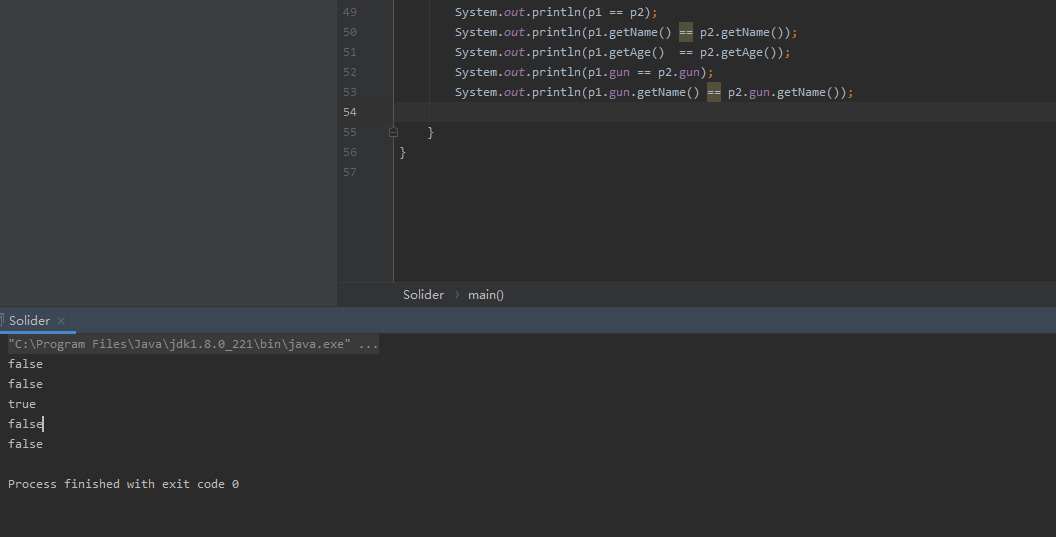 49 System.out.println(p1 == p2);
50 System.out.println(p1.getName() == p2.getName());
51 System.out.println(p1.getAge()  == p2.getAge());
52 System.out.println(p1.gun == p2.gun);
53 System.out.println(p1.gun.getName() == p2.gun.getName());
54
55 }
56 }
57
Solider › main()
Solider ×
"C:\Program Files\Java\jdk1.8.0_221\bin\java.exe" ...
false
false
true
false
false
Process finished with exit code 0